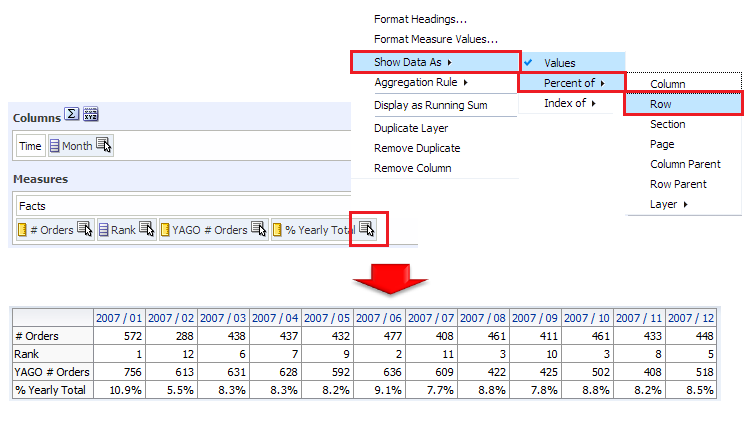 Format Headings...
Format Measure Values...
Show Data As
Values
Aggregation Rule
Percent of
Column
Display as Running Sum
Index of
Row
Duplicate Layer
Section
Remove Duplicate
Page
Remove Column
Column Parent
Row Parent
Layer
Columns
Time Month
Measures
Facts
# Orders Rank YAGO # Orders % Yearly Total
2007 / 01 2007 / 02 2007 / 03 2007 / 04 2007 / 05 2007 / 06 2007 / 07 2007 / 08 2007 / 09 2007 / 10 2007 / 11 2007 / 12
# Orders 572 288 438 437 432 477 408 461 411 461 433 448
Rank 1 12 6 7 9 2 11 3 10 3 8 5
YAGO # Orders 756 613 631 628 592 636 609 422 425 502 408 518
% Yearly Total 10.9% 5.5% 8.3% 8.3% 8.2% 9.1% 7.7% 8.8% 7.8% 8.8% 8.2% 8.5%